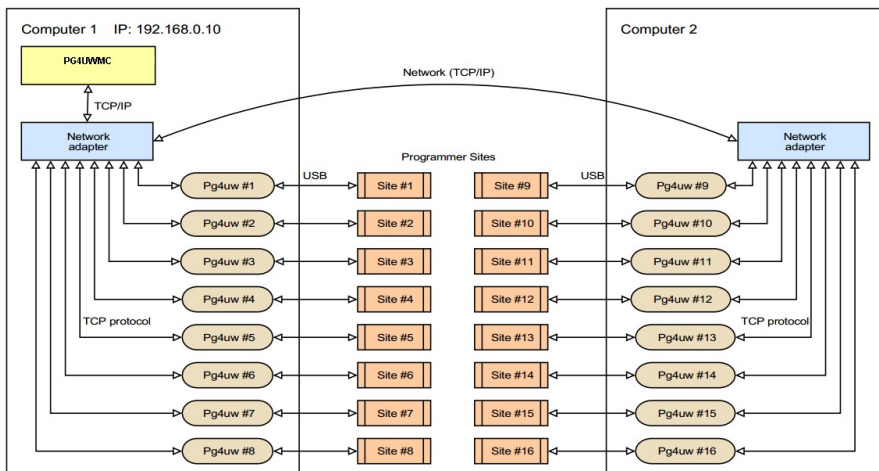 Computer 1 IP: 192.168.0.10
PG4UWMC
TCP/IP
Network
adapter
Network (TCP/IP)
Computer 2
Network
adapter
Programmer Sites
Pg4uw #1
USB
Site #1
Site #9
USB
Pg4uw #9
Pg4uw #2
Site #2
Site #10
Pg4uw #10
Pg4uw #3
Site #3
Site #11
Pg4uw #11
Pg4uw #4
Site #4
Site #12
Pg4uw #12
TCP protocol
TCP protocol
Pg4uw #5
Site #5
Site #13
Pg4uw #13
Pg4uw #6
Site #6
Site #14
Pg4uw #14
Pg4uw #7
Site #7
Site #15
Pg4uw #15
Pg4uw #8
Site #8
Site #16
Pg4uw #16